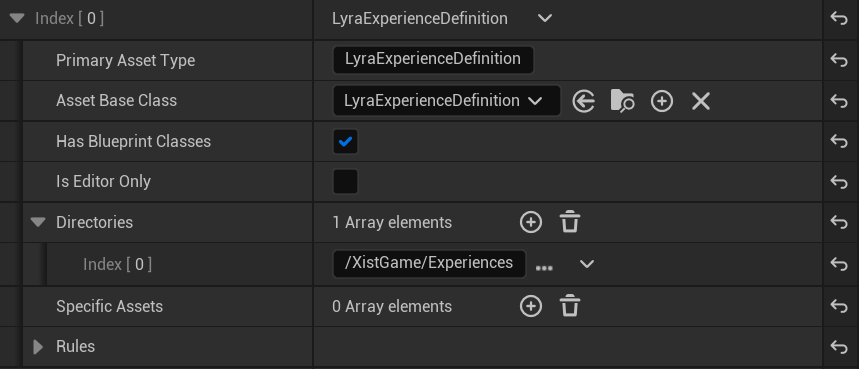 Index [ 0 ] LyraExperienceDefinition
Primary Asset Type LyraExperienceDefinition
Asset Base Class LyraExperienceDefinition
Has Blueprint Classes
Is Editor Only
Directories 1 Array elements
Index [ 0 ] /XistGame/Experiences
Specific Assets 0 Array elements
Rules